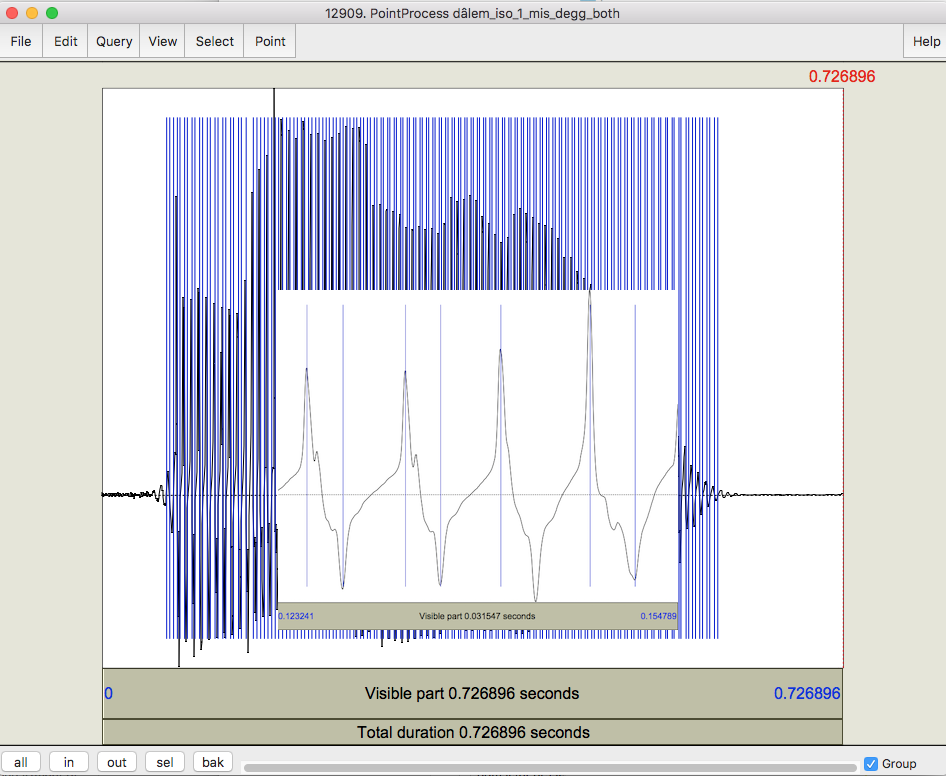 12909. PointProcess dâlem_iso_1_mis_degg_both
File Edit Query View Select Point Help
0.726896
0.123241 Visible part 0.031547 seconds 0.154789
0 Visible part 0.726896 seconds 0.726896
Total duration 0.726896 seconds
all in out sel bak Group